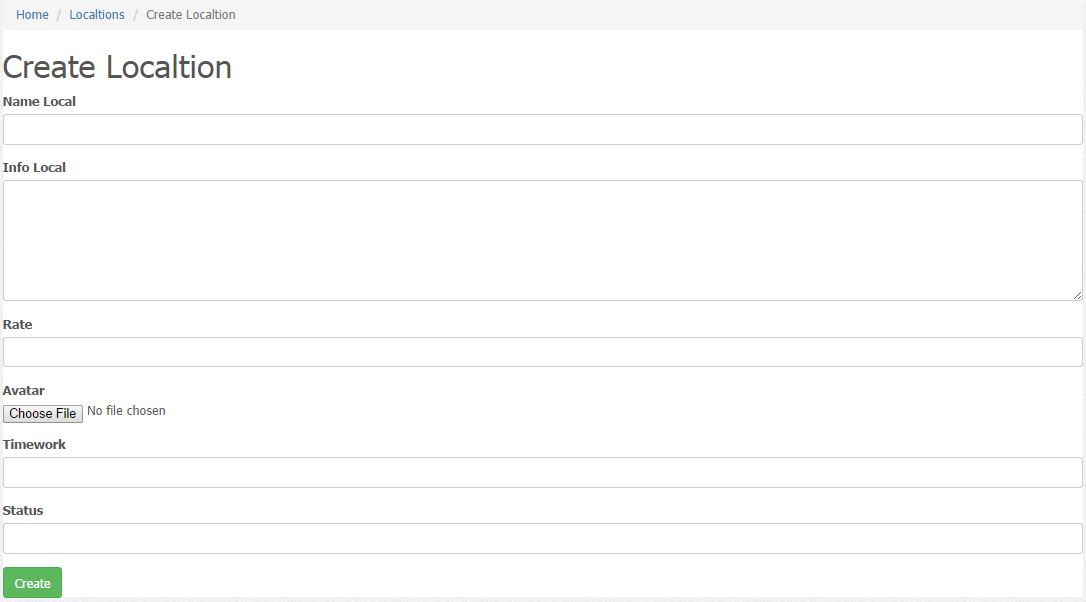 Home / Localtions / Create Localtion
Create Localtion
Name Local
Info Local
Rate
Avatar
Choose File No file chosen
Timework
Status
Create